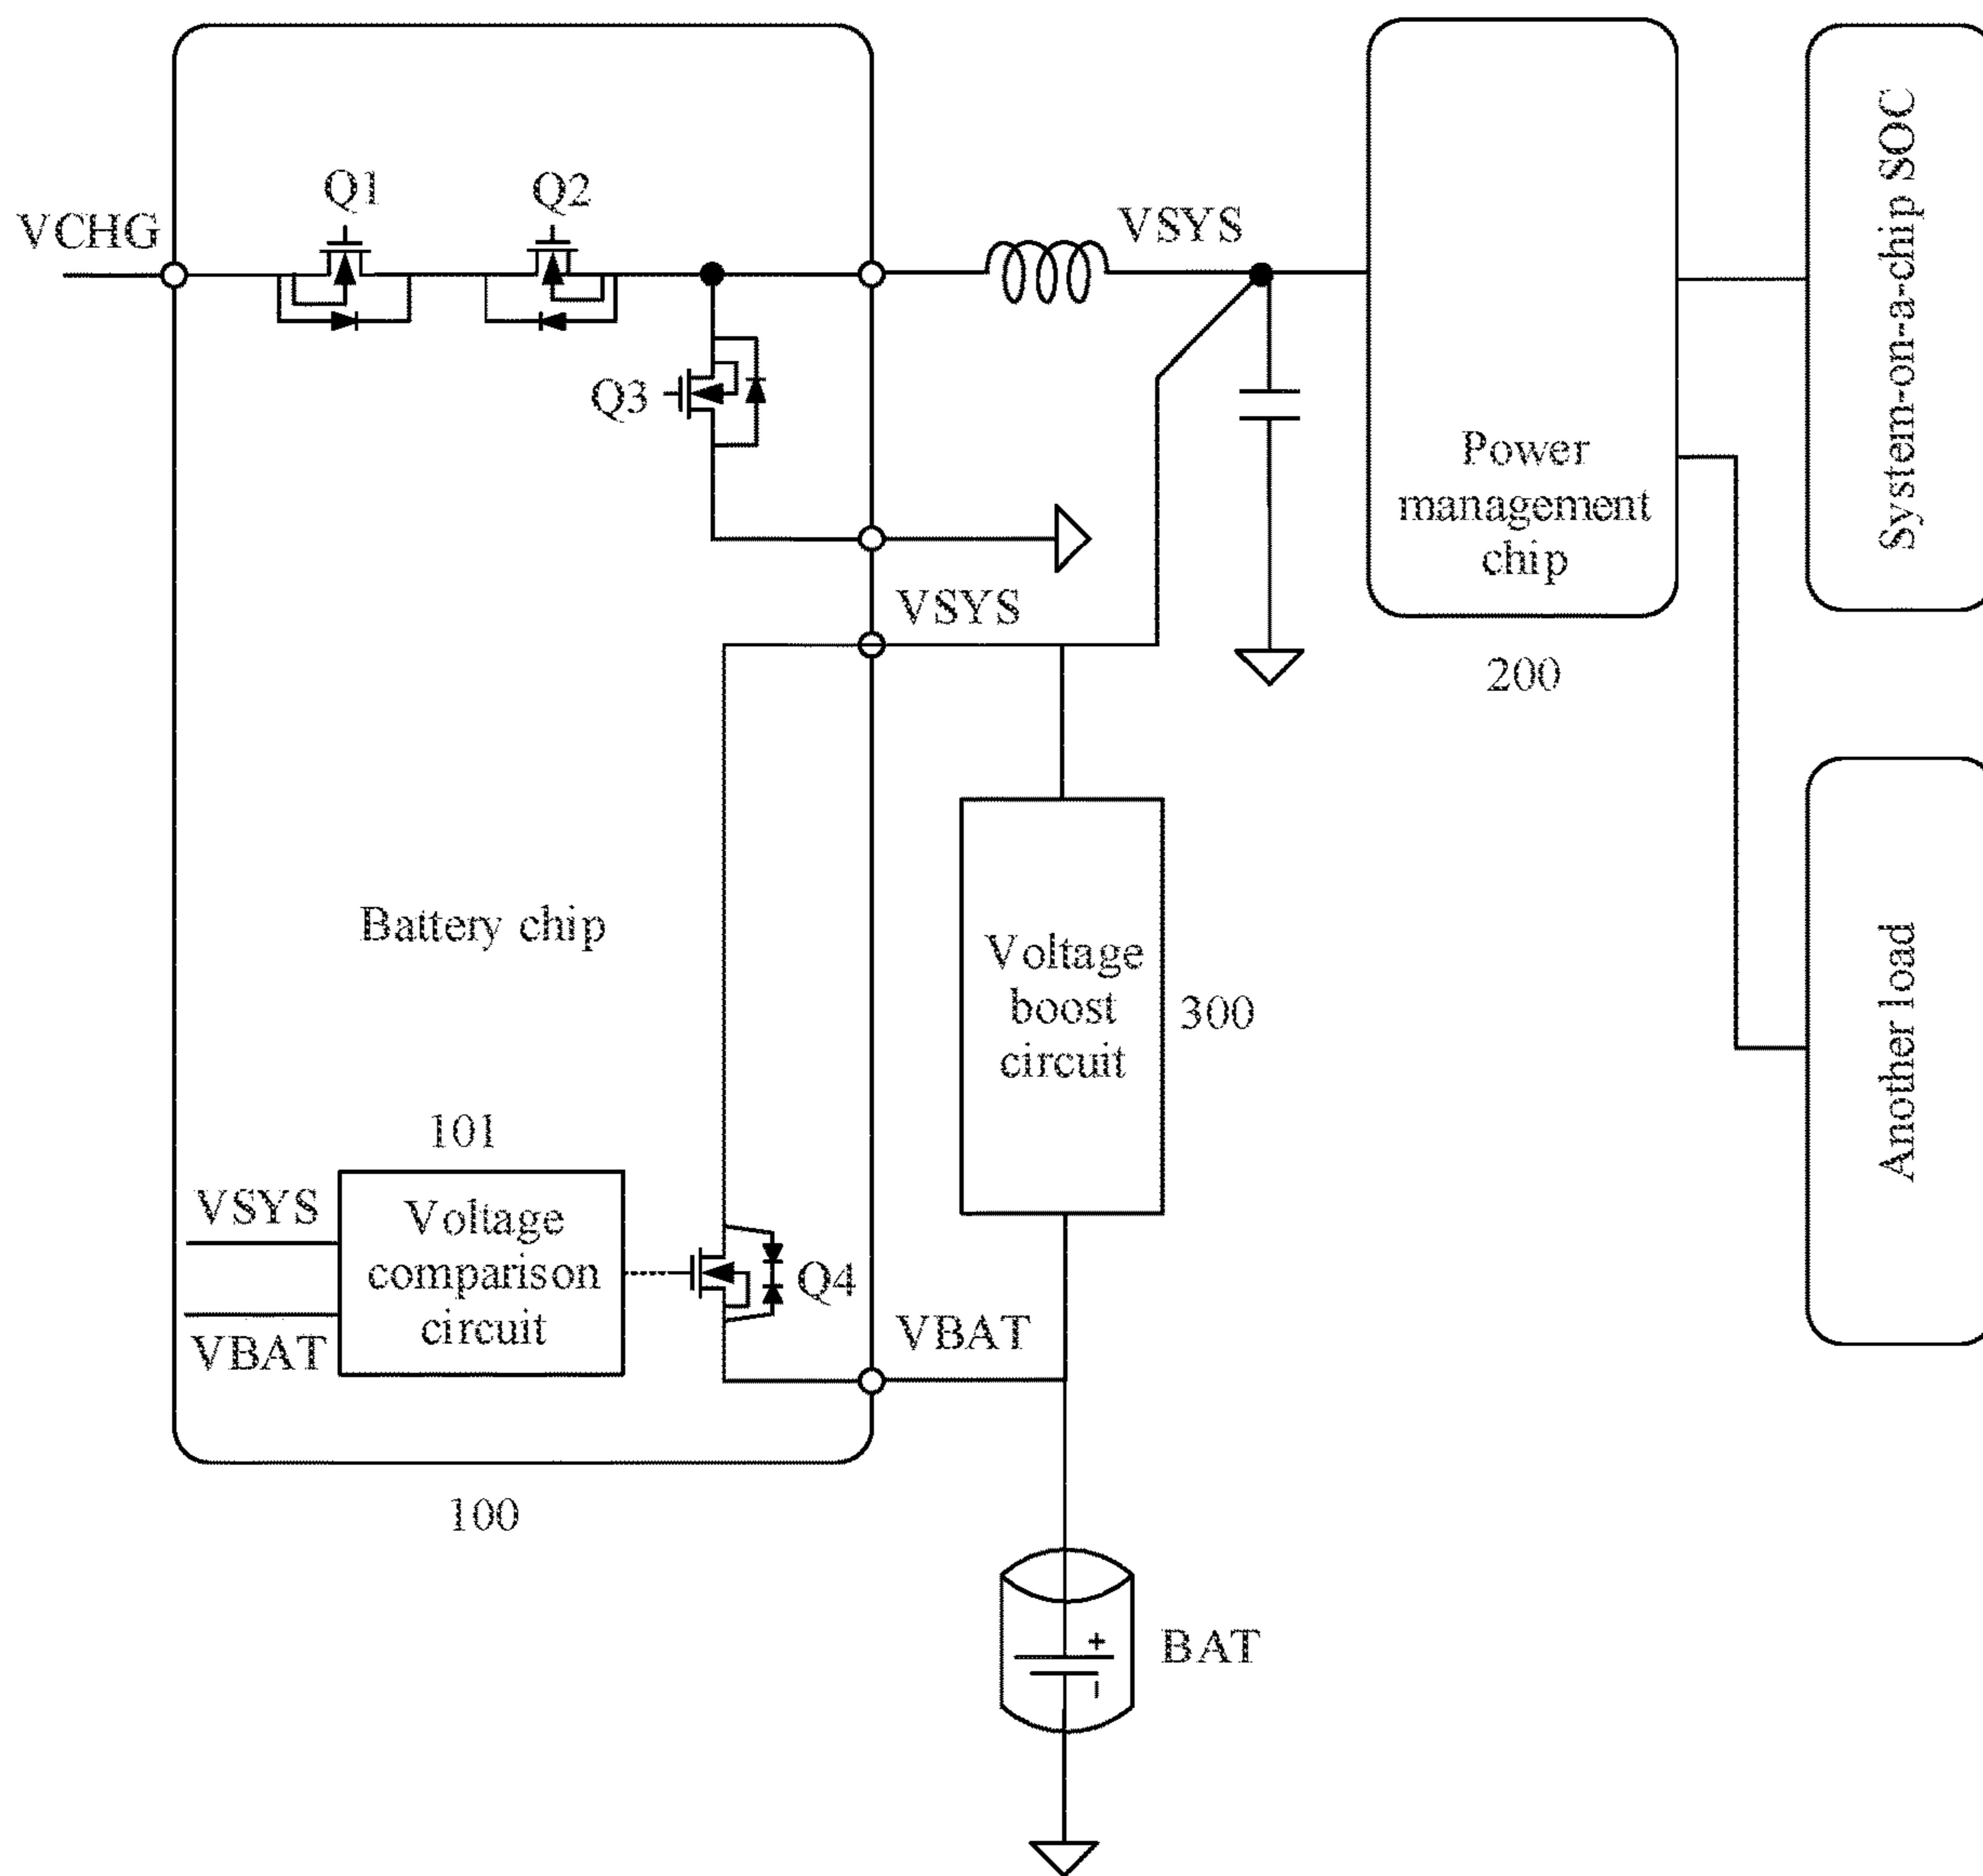 VCHG
Q1
Q2
Q3
VSYS
Power
management
chip
200
System-on-a-chip SOC
VSYS
Battery chip
Voltage
boost
circuit
300
Another load
101
VSYS
VBAT
Voltage
comparison
circuit
Q4
VBAT
100
+
BAT